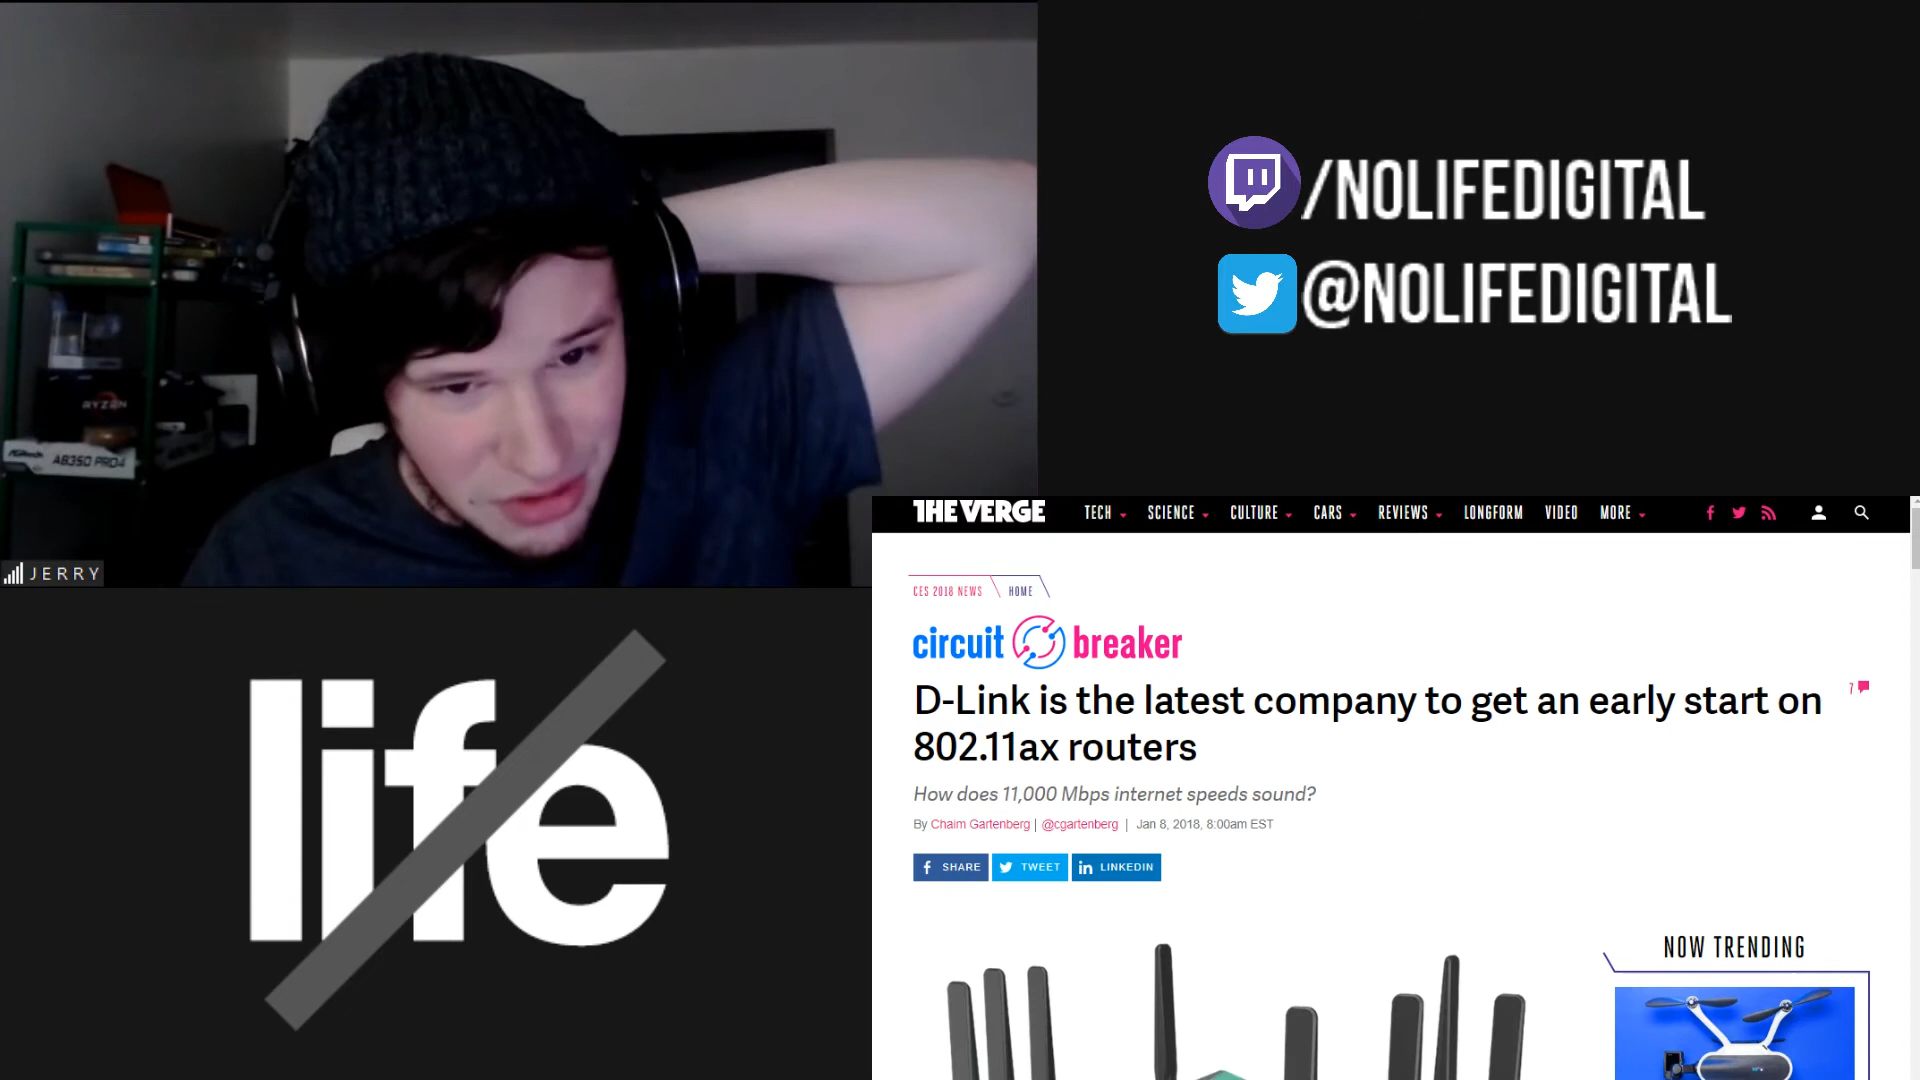 RYZEN
AB350 PRO4
JERRY
/NOLIFEDIGITAL
@NOLIFEDIGITAL
life
THE VERGE TECH SCIENCE CULTURE CARS REVIEWS LONGFORM VIDEO MORE
CES 2018 NEWS HOME
circuit breaker
7
D-Link is the latest company to get an early start on
802.11ax routers
How does 11,000 Mbps internet speeds sound?
By Chaim Gartenberg | @cgartenberg | Jan 8, 2018, 8:00am EST
SHARE TWEET LINKEDIN
NOW TRENDING